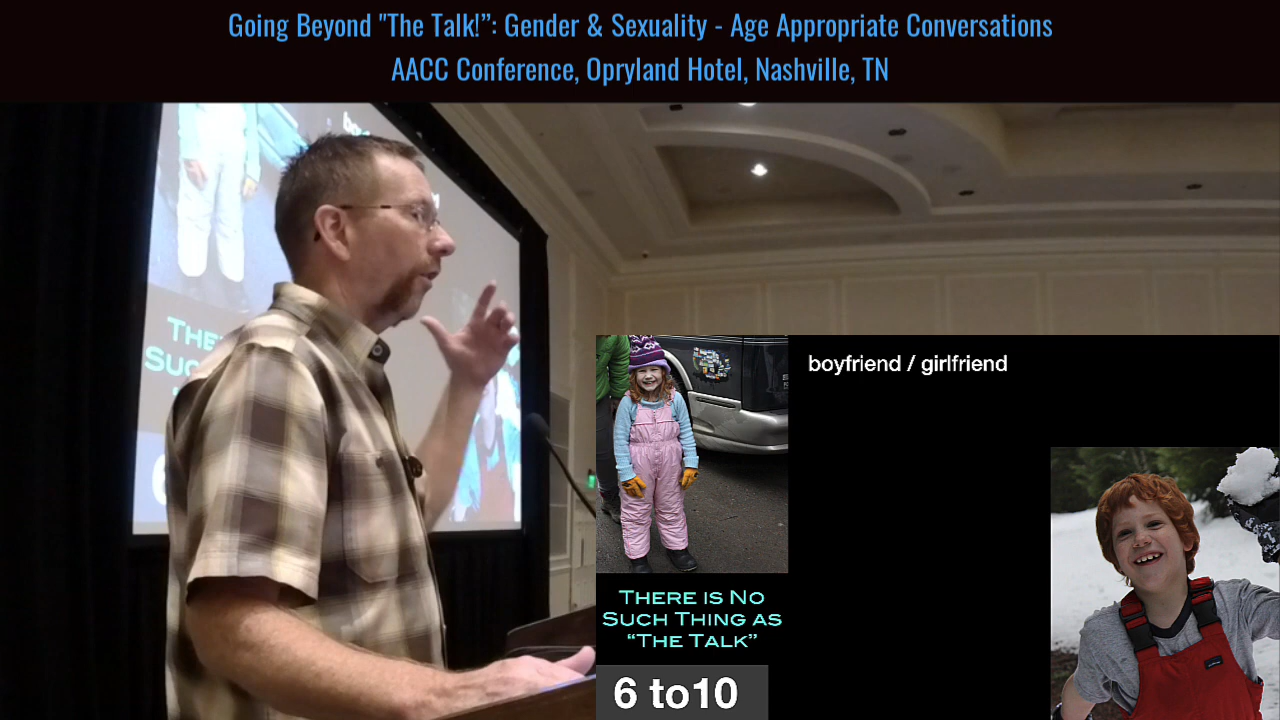 Going Beyond "The Talk!”: Gender & Sexuality - Age Appropriate Conversations
AACC Conference, Opryland Hotel, Nashville, TN
boyfriend / girlfriend
THERE IS NO
SUCH THING AS
“THE TALK”
6 to10